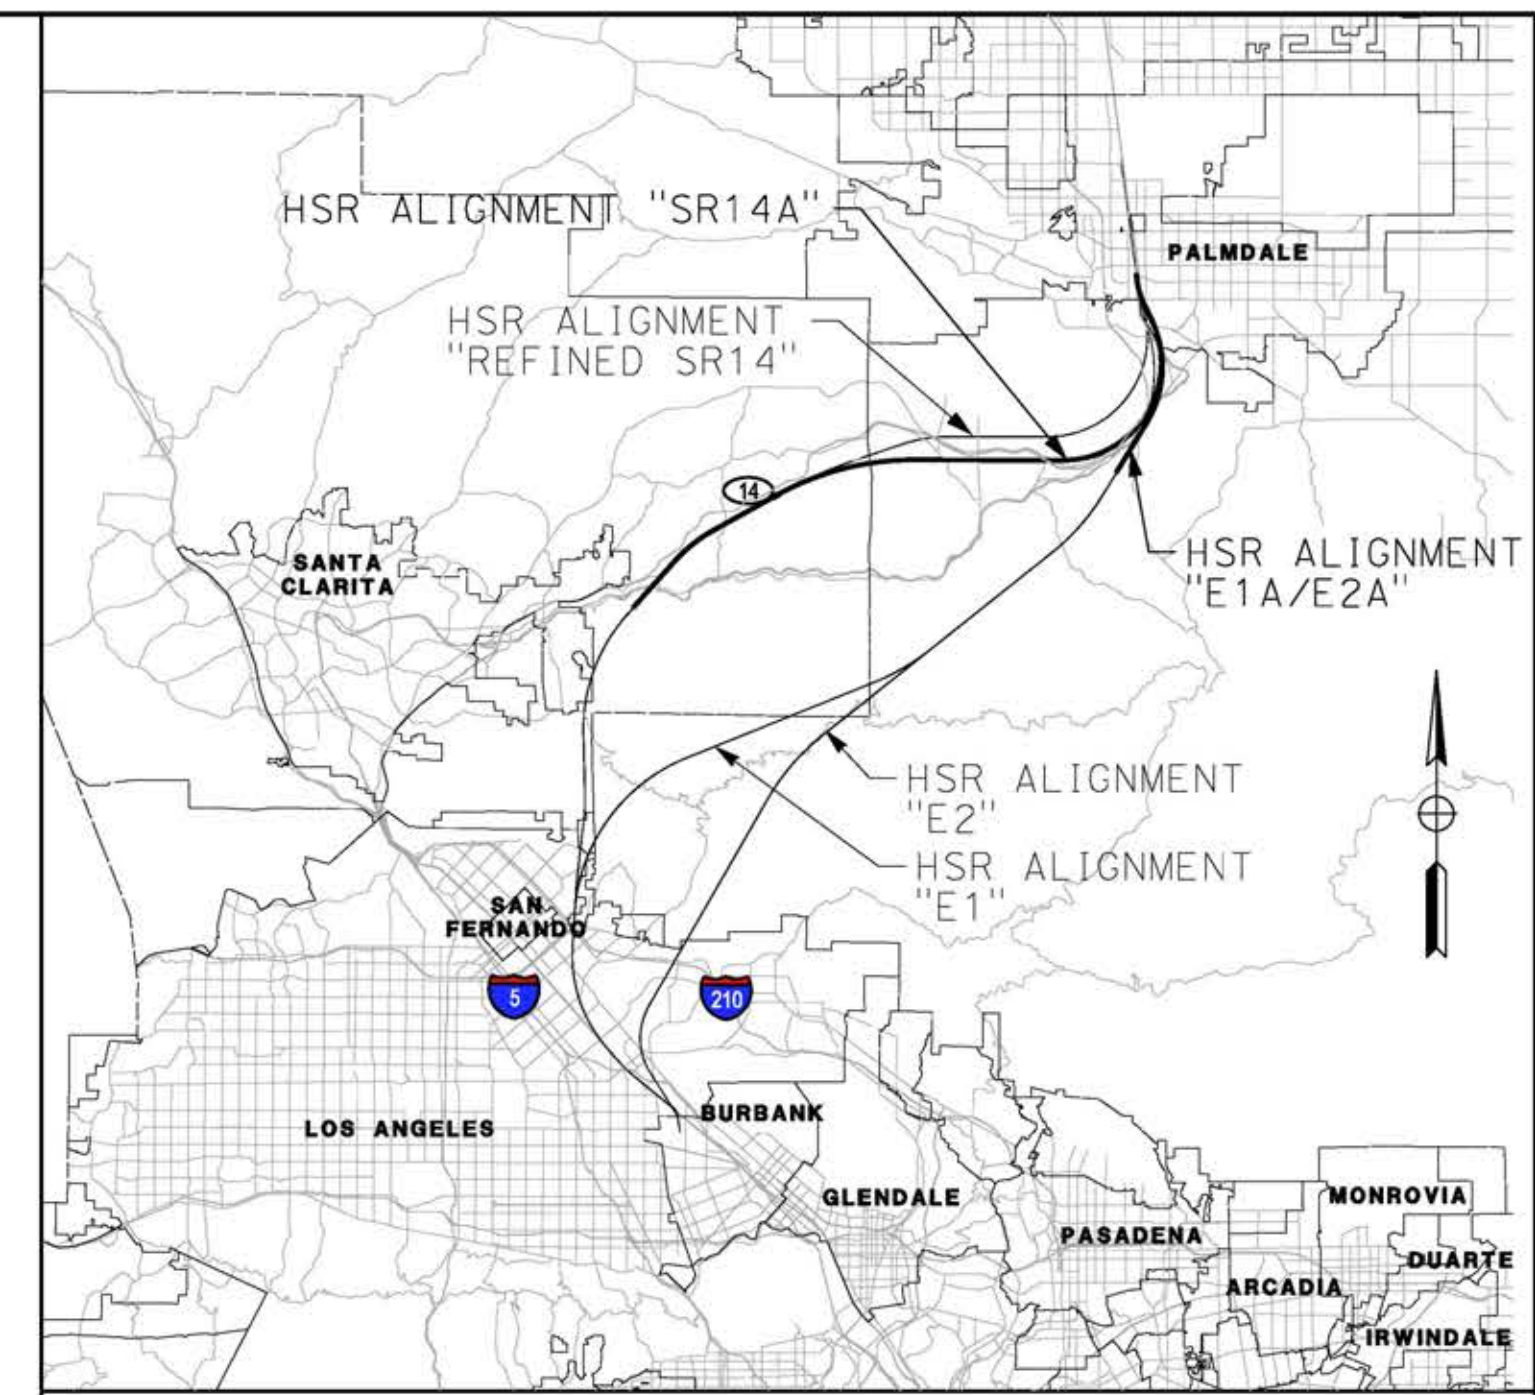 HSR ALIGNMENT "SR14A"
PALMDALE
HSR ALIGNMENT
"REFINED SR14"
14
HSR ALIGNMENT
"E1A/E2A"
SANTA
CLARITA
HSR ALIGNMENT
"E2"
HSR ALIGNMENT
"E1"
SAN
FERNANDO
5
210
BURBANK
LOS ANGELES
GLENDALE
MONROVIA
PASADENA
DUARTE
ARCADIA
IRWINDALE